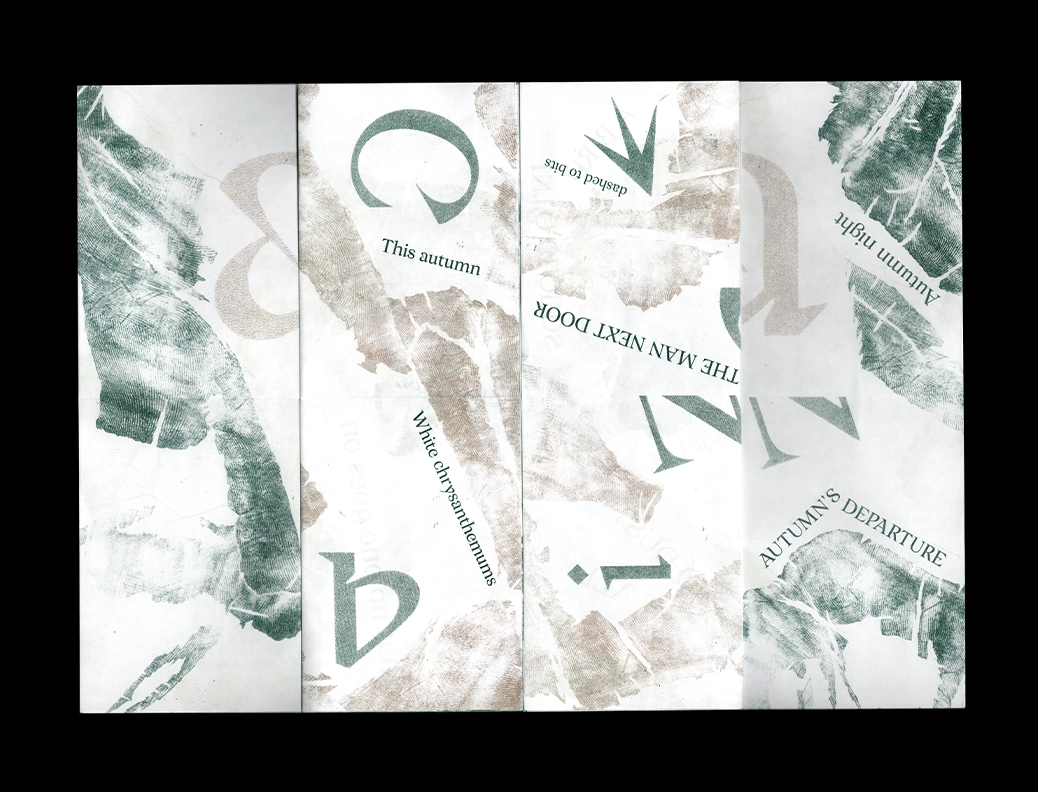 &
C
This autumn
White chrysanthemums
b
dashed to bits
THE MAN NEXT DOOR
i
Autumn night
AUTUMN'S DEPARTURE